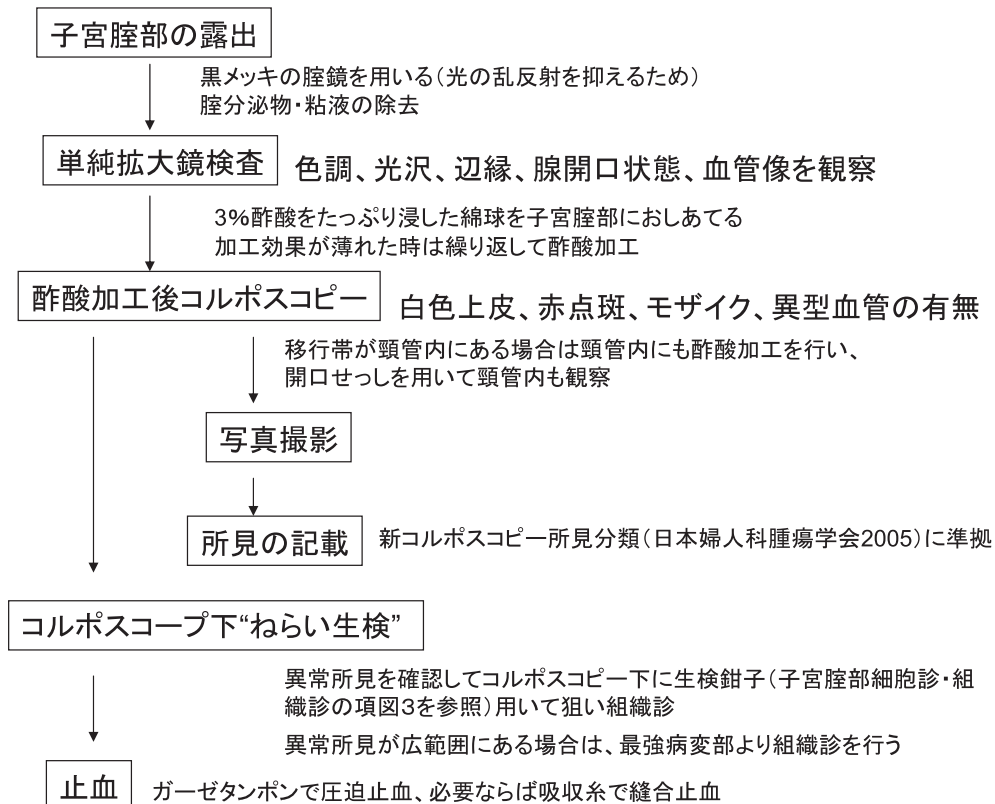 子宮腟部の露出
黒メッキの腟鏡を用いる(光の乱反射を抑えるため)
腟分泌物・粘液の除去
単純拡大鏡検査
色調、光沢、辺縁、腺開口状態、血管像を観察
3%酢酸をたっぷり浸した綿球を子宮腟部におしあてる
加工効果が薄れた時は繰り返して酢酸加工
酢酸加工後コルポスコピー
白色上皮、赤点斑、モザイク、異型血管の有無
移行帯が頸管内にある場合は頸管内にも酢酸加工を行い、
開口せっしを用いて頸管内も観察
写真撮影
所見の記載
新コルポスコピー所見分類(日本婦人科腫瘍学会2005)に準拠
コルポスコープ下“ねらい生検”
異常所見を確認してコルポスコピー下に生検鉗子(子宮腟部細胞診・組
織診の項図3を参照)用いて狙い組織診
異常所見が広範囲にある場合は、最強病変部より組織診を行う
止血
ガーゼタンポンで圧迫止血、必要ならば吸収糸で縫合止血